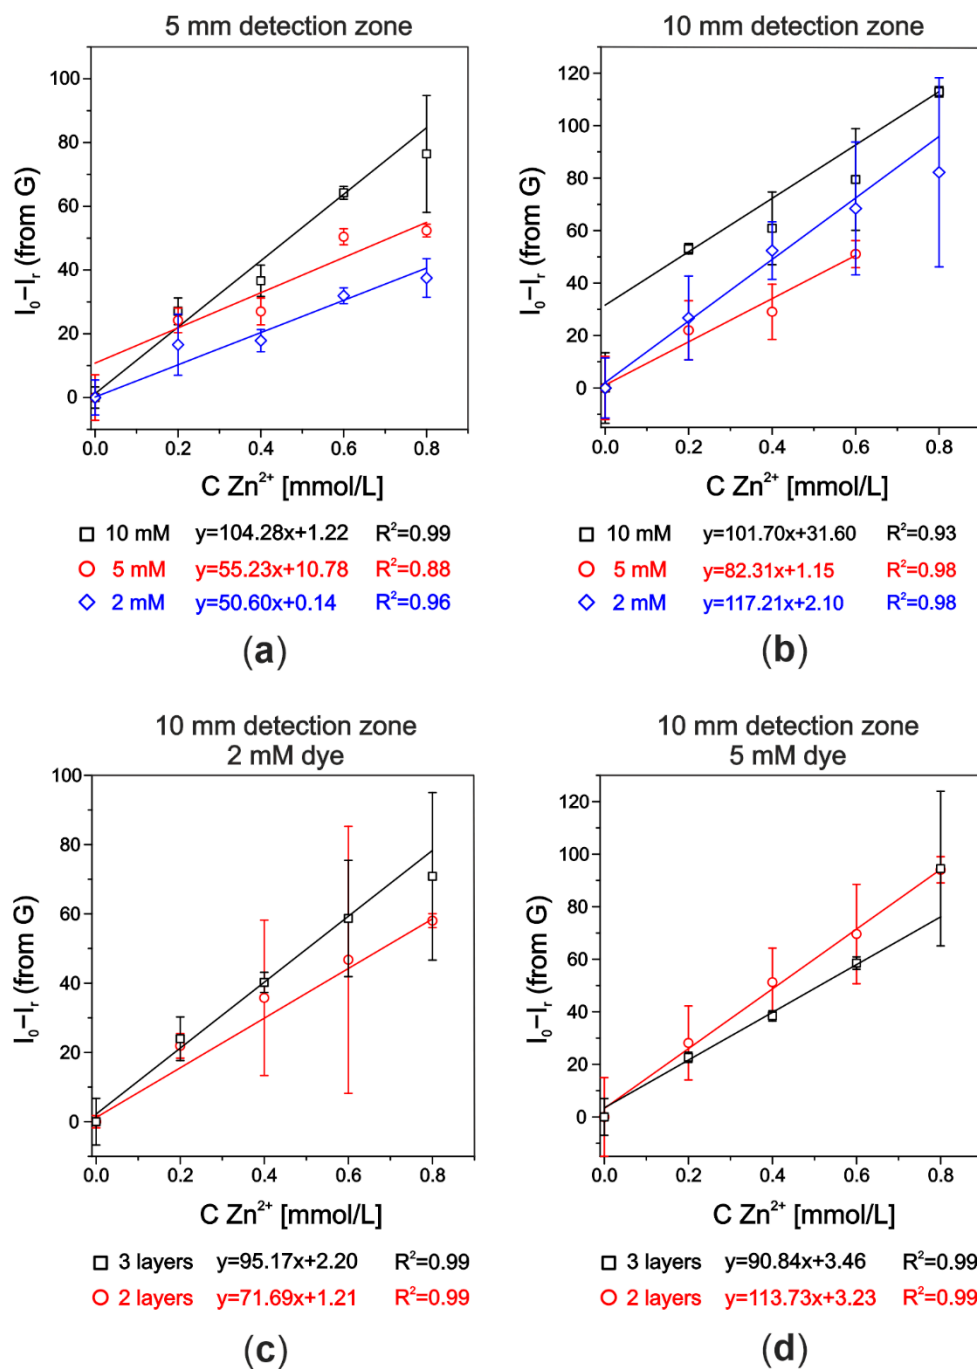 (a)
5 mm detection zone
I₀−Iᵣ (from G)
100
80
60
40
20
0
0.0 0.2 0.4 0.6 0.8
C Zn²⁺ [mmol/L]
10 mM y=104.28x+1.22 R²=0.99
5 mM y=55.23x+10.78 R²=0.88
2 mM y=50.60x+0.14 R²=0.96
(a)
(b)
10 mm detection zone
I₀−Iᵣ (from G)
120
100
80
60
40
20
0
0.0 0.2 0.4 0.6 0.8
C Zn²⁺ [mmol/L]
10 mM y=101.70x+31.60 R²=0.93
5 mM y=82.31x+1.15 R²=0.98
2 mM y=117.21x+2.10 R²=0.98
(b)
10 mm detection zone
2 mM dye
I₀−Iᵣ (from G)
100
80
60
40
20
0
0.0 0.2 0.4 0.6 0.8
C Zn²⁺ [mmol/L]
3 layers y=95.17x+2.20 R²=0.99
2 layers y=71.69x+1.21 R²=0.99
(c)
10 mm detection zone
5 mM dye
I₀−Iᵣ (from G)
120
100
80
60
40
20
0
0.0 0.2 0.4 0.6 0.8
C Zn²⁺ [mmol/L]
3 layers y=90.84x+3.46 R²=0.99
2 layers y=113.73x+3.23 R²=0.99
(d)